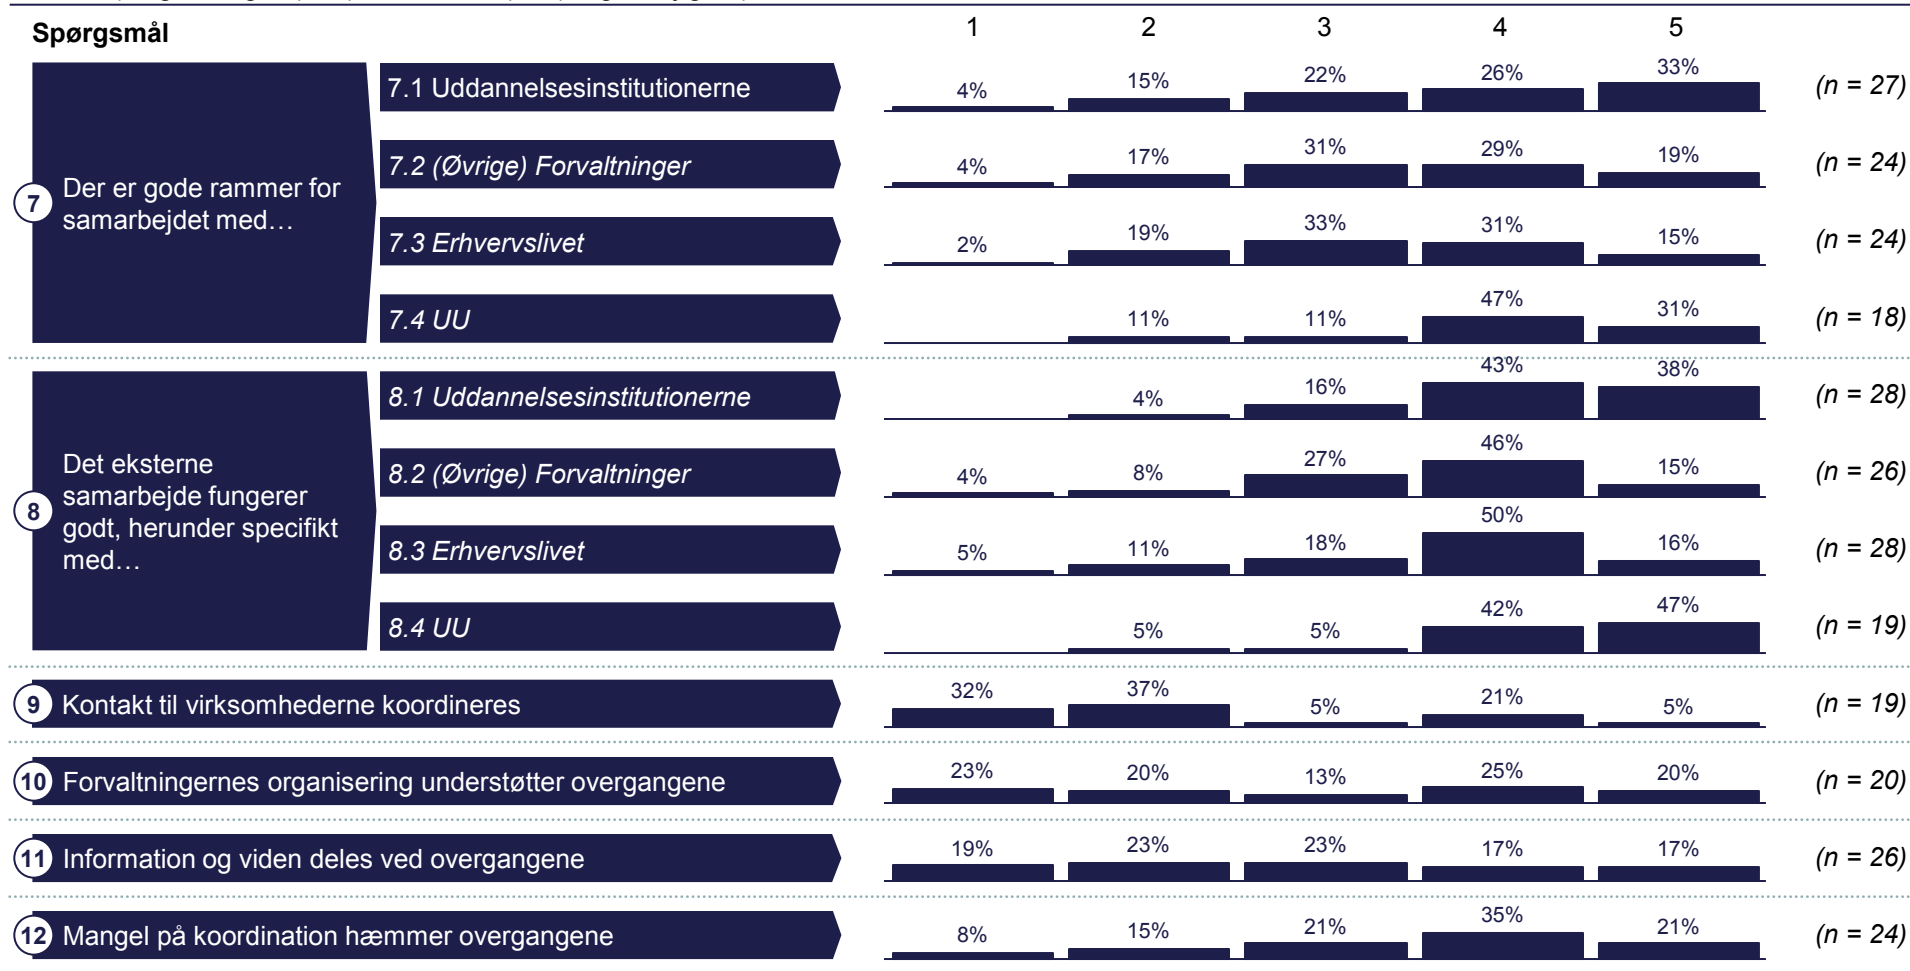 Spørgsmål 1 2 3 4 5
7.1 Uddannelsesinstitutionerne 4% 15% 22% 26% 33% (n = 27)
7.2 (Øvrige) Forvaltninger 4% 17% 31% 29% 19% (n = 24)
7 Der er gode rammer for
samarbejdet med…
7.3 Erhvervslivet 2% 19% 33% 31% 15% (n = 24)
7.4 UU 11% 11% 47% 31% (n = 18)
8.1 Uddannelsesinstitutionerne 4% 16% 43% 38% (n = 28)
8.2 (Øvrige) Forvaltninger 4% 8% 27% 46% 15% (n = 26)
8 Det eksterne
samarbejde fungerer
godt, herunder specifikt
med…
8.3 Erhvervslivet 5% 11% 18% 50% 16% (n = 28)
8.4 UU 5% 5% 42% 47% (n = 19)
9 Kontakt til virksomhederne koordineres 32% 37% 5% 21% 5% (n = 19)
10 Forvaltningernes organisering understøtter overgangene 23% 20% 13% 25% 20% (n = 20)
11 Information og viden deles ved overgangene 19% 23% 23% 17% 17% (n = 26)
12 Mangel på koordination hæmmer overgangene 8% 15% 21% 35% 21% (n = 24)